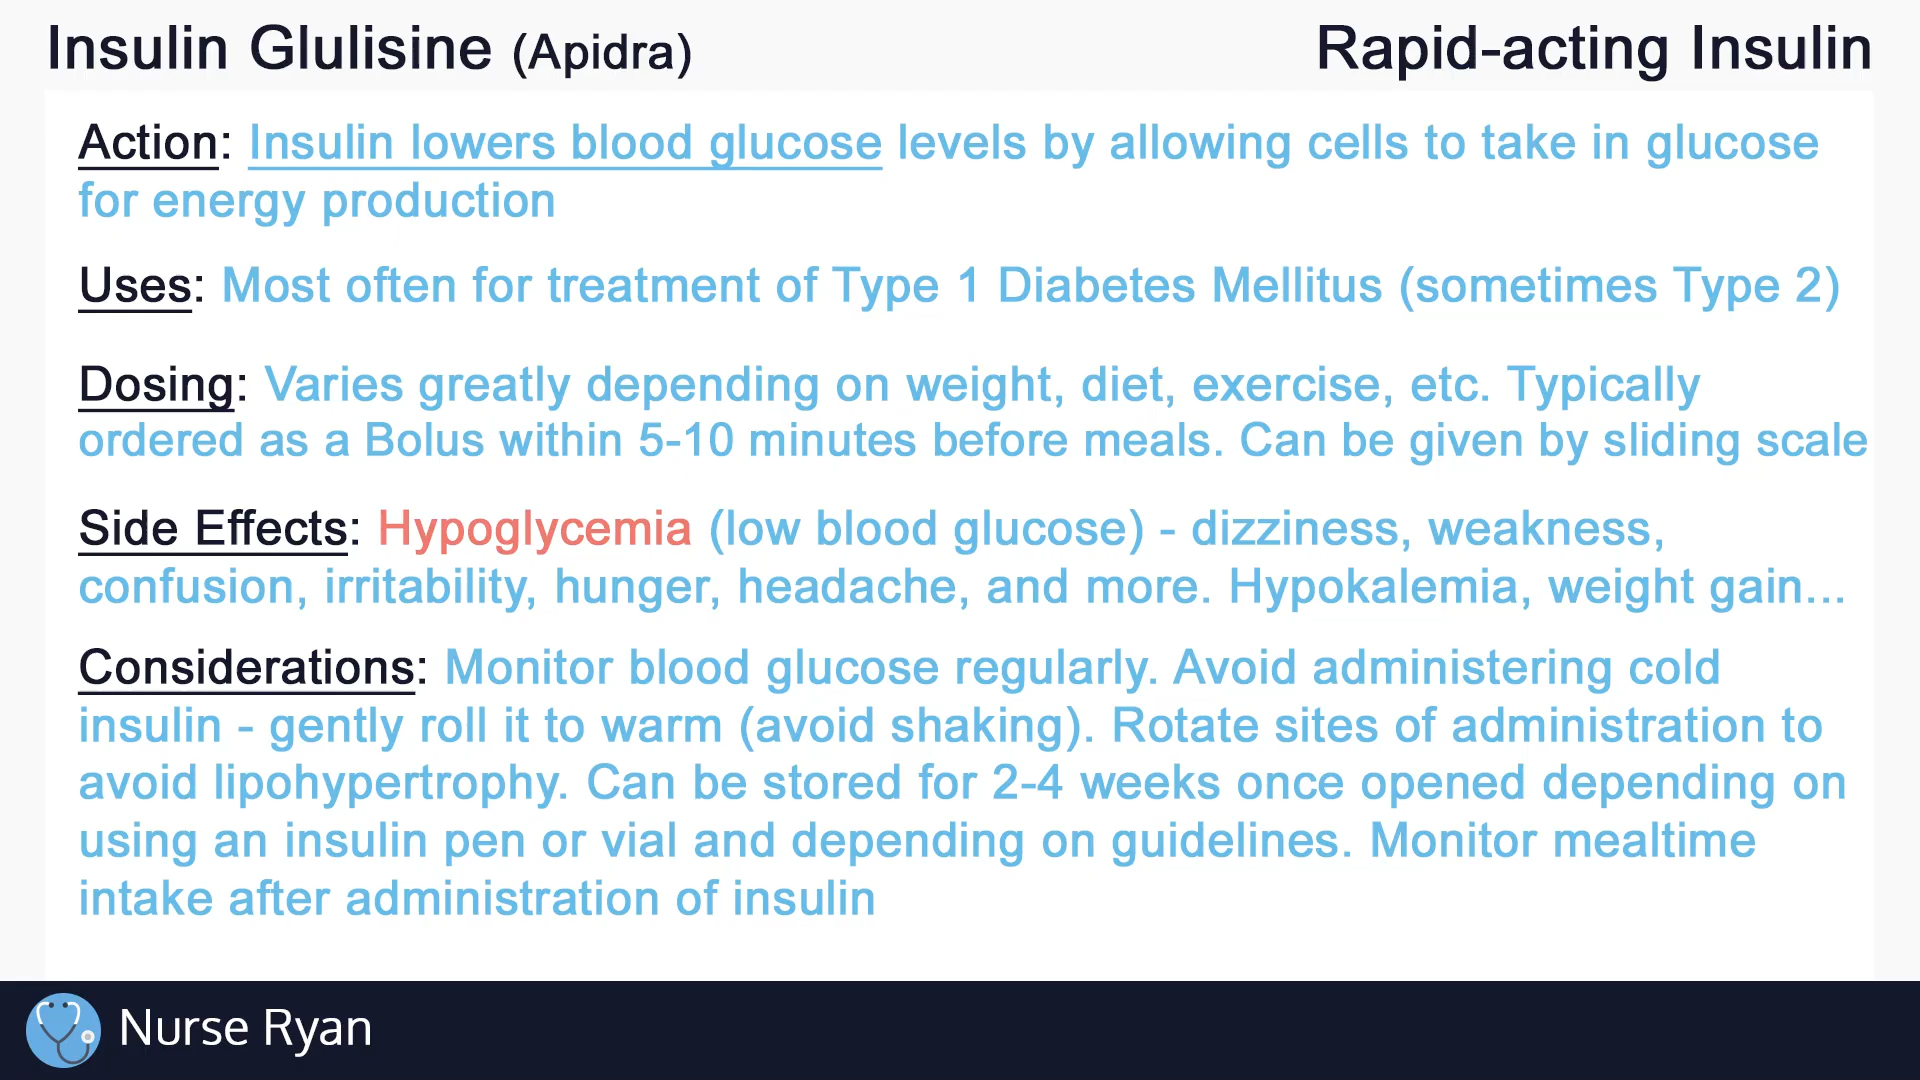 Insulin Glulisine (Apidra)
Rapid-acting Insulin
Action: Insulin lowers blood glucose levels by allowing cells to take in glucose
for energy production
Uses: Most often for treatment of Type 1 Diabetes Mellitus (sometimes Type 2)
Dosing: Varies greatly depending on weight, diet, exercise, etc. Typically
ordered as a Bolus within 5-10 minutes before meals. Can be given by sliding scale
Side Effects: Hypoglycemia (low blood glucose) - dizziness, weakness,
confusion, irritability, hunger, headache, and more. Hypokalemia, weight gain...
Considerations: Monitor blood glucose regularly. Avoid administering cold
insulin - gently roll it to warm (avoid shaking). Rotate sites of administration to
avoid lipohypertrophy. Can be stored for 2-4 weeks once opened depending on
using an insulin pen or vial and depending on guidelines. Monitor mealtime
intake after administration of insulin
Nurse Ryan